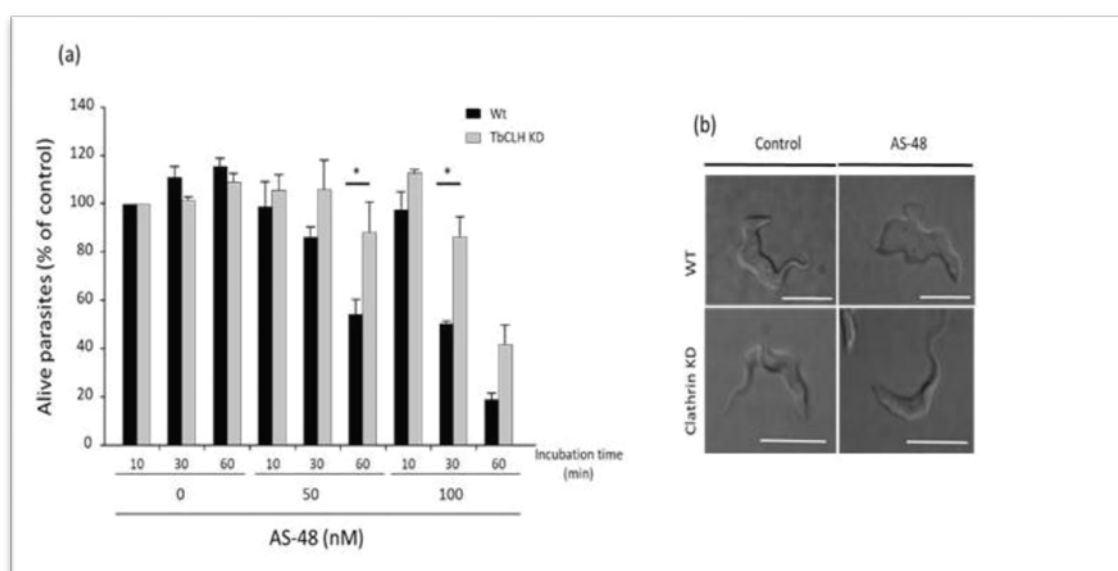 (a)
140
120
100
80
60
40
20
0
Alive parasites (% of control)
Wt
TbCLH KD
*
*
10 30 60 10 30 60 10 30 60
Incubation time (min)
0 50 100
AS-48 (nM)
(b)
Control AS-48
WT
Clathrin KD